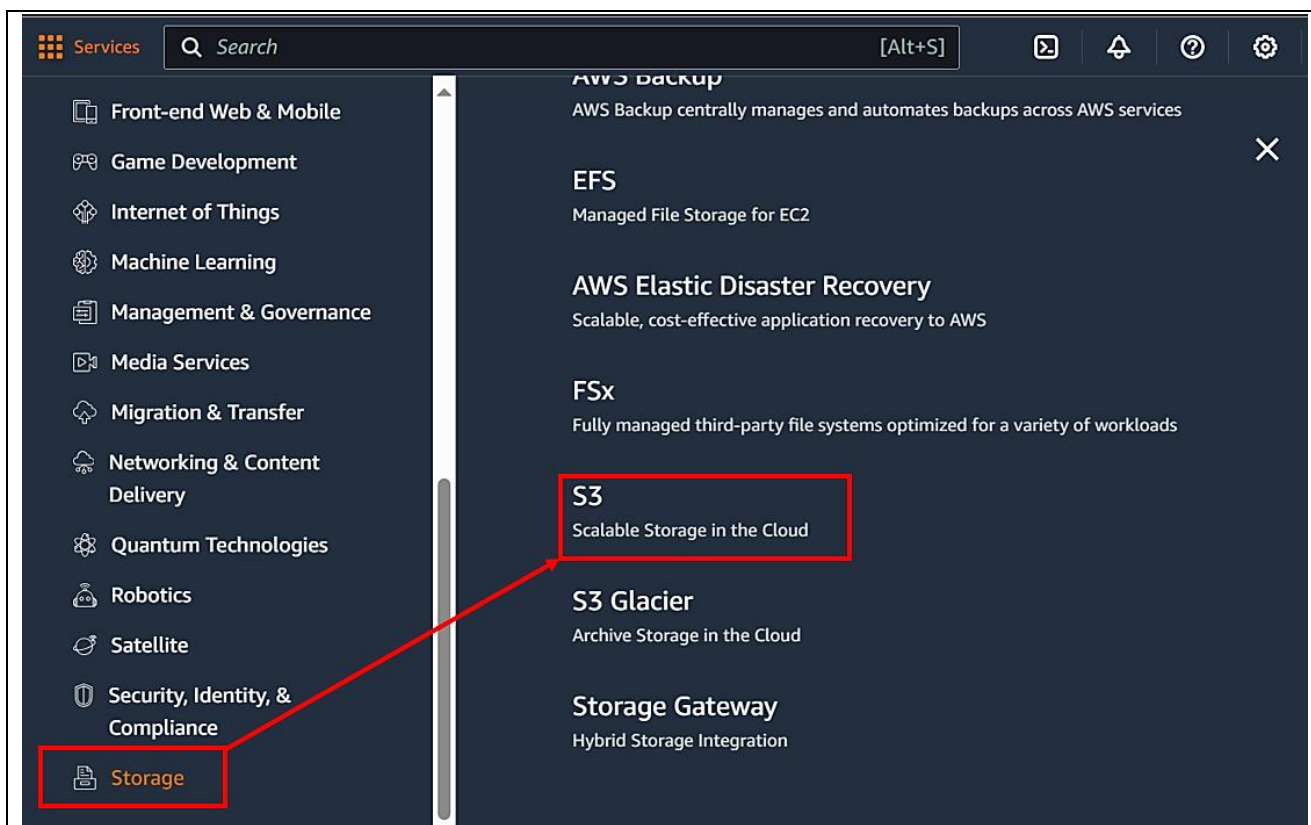 Services
Search
[Alt+S]
Front-end Web & Mobile
Game Development
Internet of Things
Machine Learning
Management & Governance
Media Services
Migration & Transfer
Networking & Content
Delivery
Quantum Technologies
Robotics
Satellite
Security, Identity, &
Compliance
Storage
AWS Backup
AWS Backup centrally manages and automates backups across AWS services
EFS
Managed File Storage for EC2
AWS Elastic Disaster Recovery
Scalable, cost-effective application recovery to AWS
FSx
Fully managed third-party file systems optimized for a variety of workloads
S3
Scalable Storage in the Cloud
S3 Glacier
Archive Storage in the Cloud
Storage Gateway
Hybrid Storage Integration